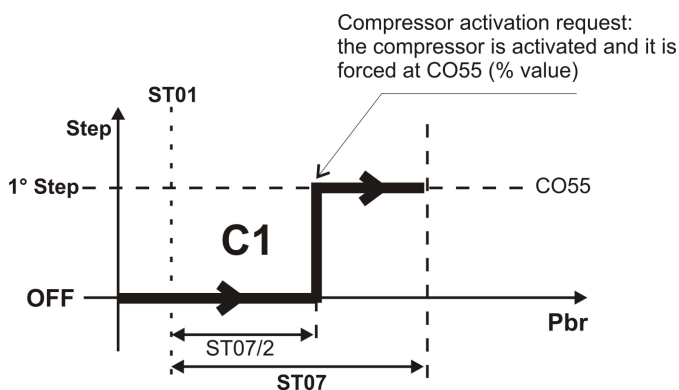 Compressor activation request:
the compressor is activated and it is
forced at CO55 (% value)
ST01
Step
1° Step
CO55
C1
OFF
Pbr
ST07/2
ST07